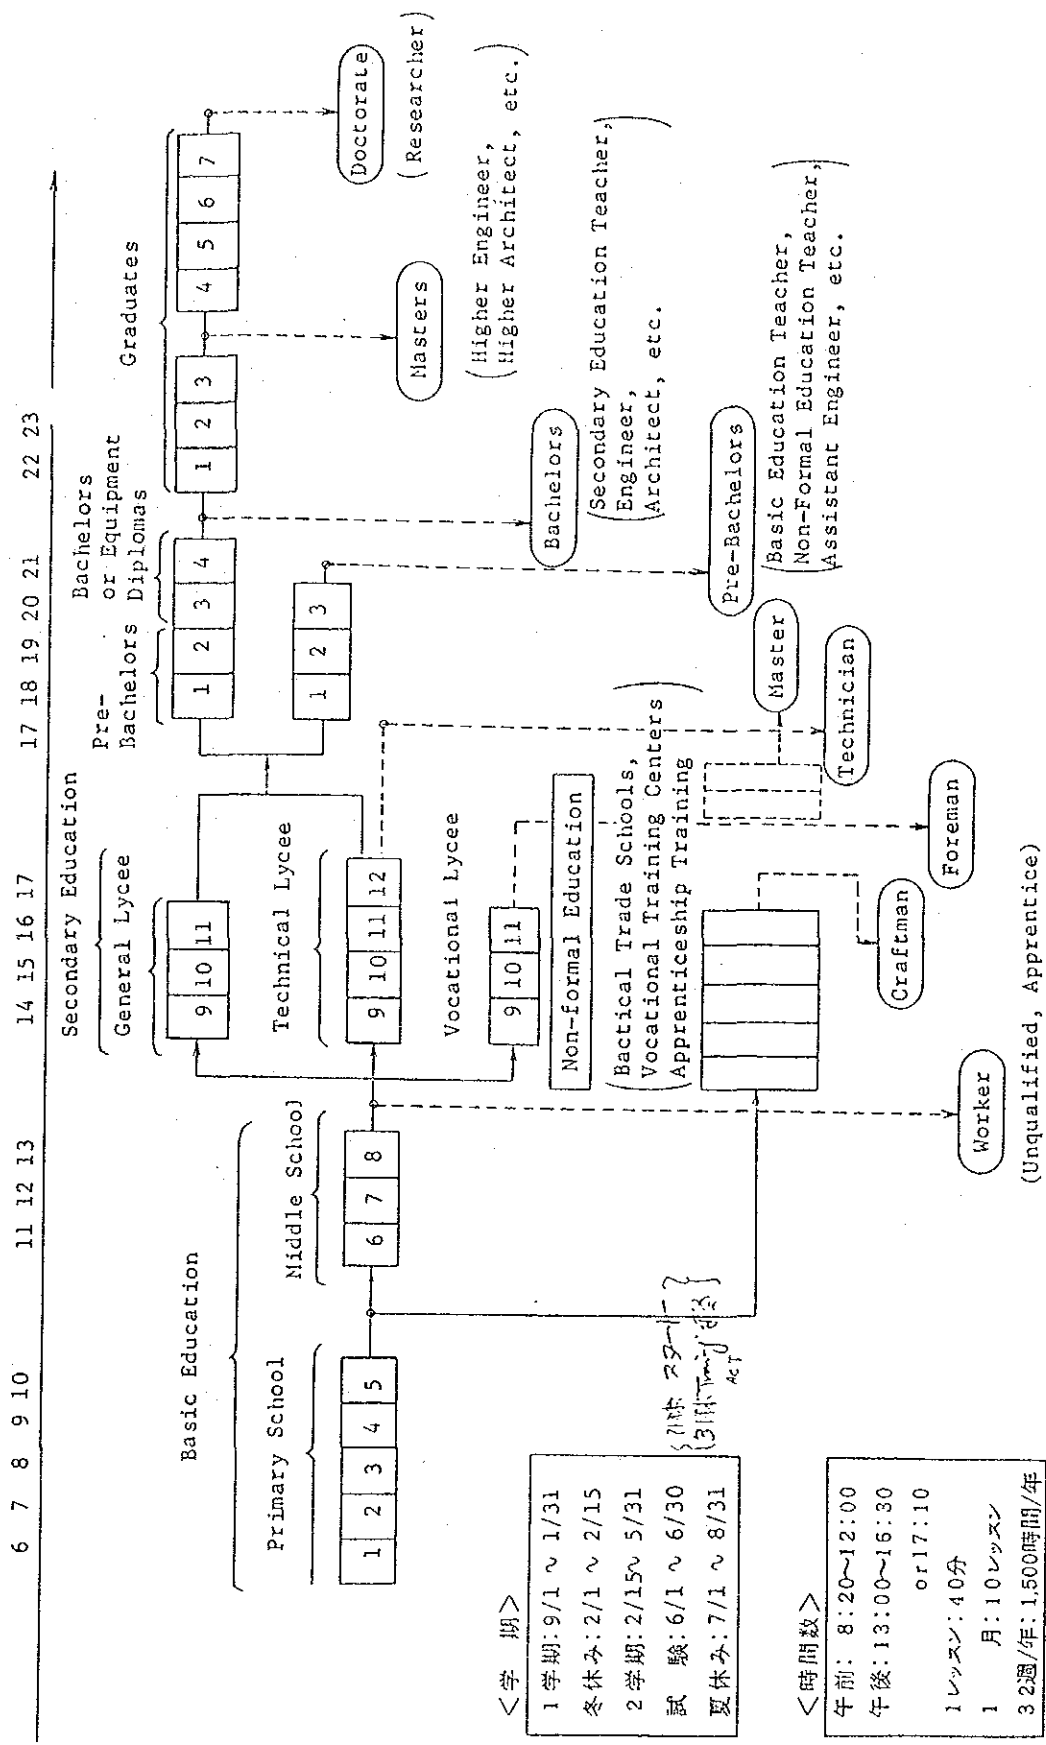 6 7 8 9 10 11 12 13 14 15 16 17 17 18 19 20 21 22 23
Basic Education
Primary School
1 2 3 4 5
Middle School
6 7 8
Secondary Education
General Lycee
9 10 11
Technical Lycee
9 10 11 12
Vocational Lycee
9 10 11
Non-formal Education
(Bactical Trade Schools,
Vocational Training Centers
Apprenticeship Training)
Pre-
Bachelors
1 2
Bachelors
or Equipment
Diplomas
3 4
1 2 3
Graduates
1 2 3
4 5 6 7
Doctorate
(Researcher)
Masters
(Higher Engineer,
Higher Architect, etc.)
Bachelors
(Secondary Education Teacher,
Engineer,
Architect, etc.)
Pre-Bachelors
(Basic Education Teacher,
Non-Formal Education Teacher,
Assistant Engineer, etc.)
Master
Technician
Foreman
Craftman
Worker
(Unqualified, Apprentice)
<学 期>
1学期:9/1 ~ 1/31
冬休み:2/1 ~ 2/15
2学期:2/15~ 5/31
試 験:6/1 ~ 6/30
夏休み:7/1 ~ 8/31
Act
<時間数>
午前: 8:20~12:00
午後:13:00~16:30
or17:10
1レッスン:40分
1 月:10レッスン
32週/年:1,500時間/年